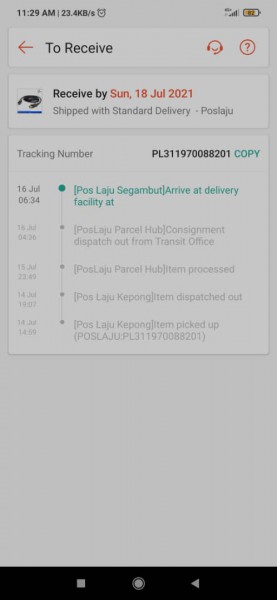 11:29 AM | 23.4KB/s
To Receive
Receive by Sun, 18 Jul 2021
Shipped with Standard Delivery - Poslaju
Tracking Number PL311970088201 COPY
16 Jul [Pos Laju Segambut]Arrive at delivery
06:34 facility at
16 Jul [PosLaju Parcel Hub]Consignment
04:36 dispatch out from Transit Office
15 Jul [PosLaju Parcel Hub]Item processed
23:49
14 Jul [Pos Laju Kepong]Item dispatched out
19:07
14 Jul [Pos Laju Kepong]Item picked up
14:59 (POSLAJU:PL311970088201)